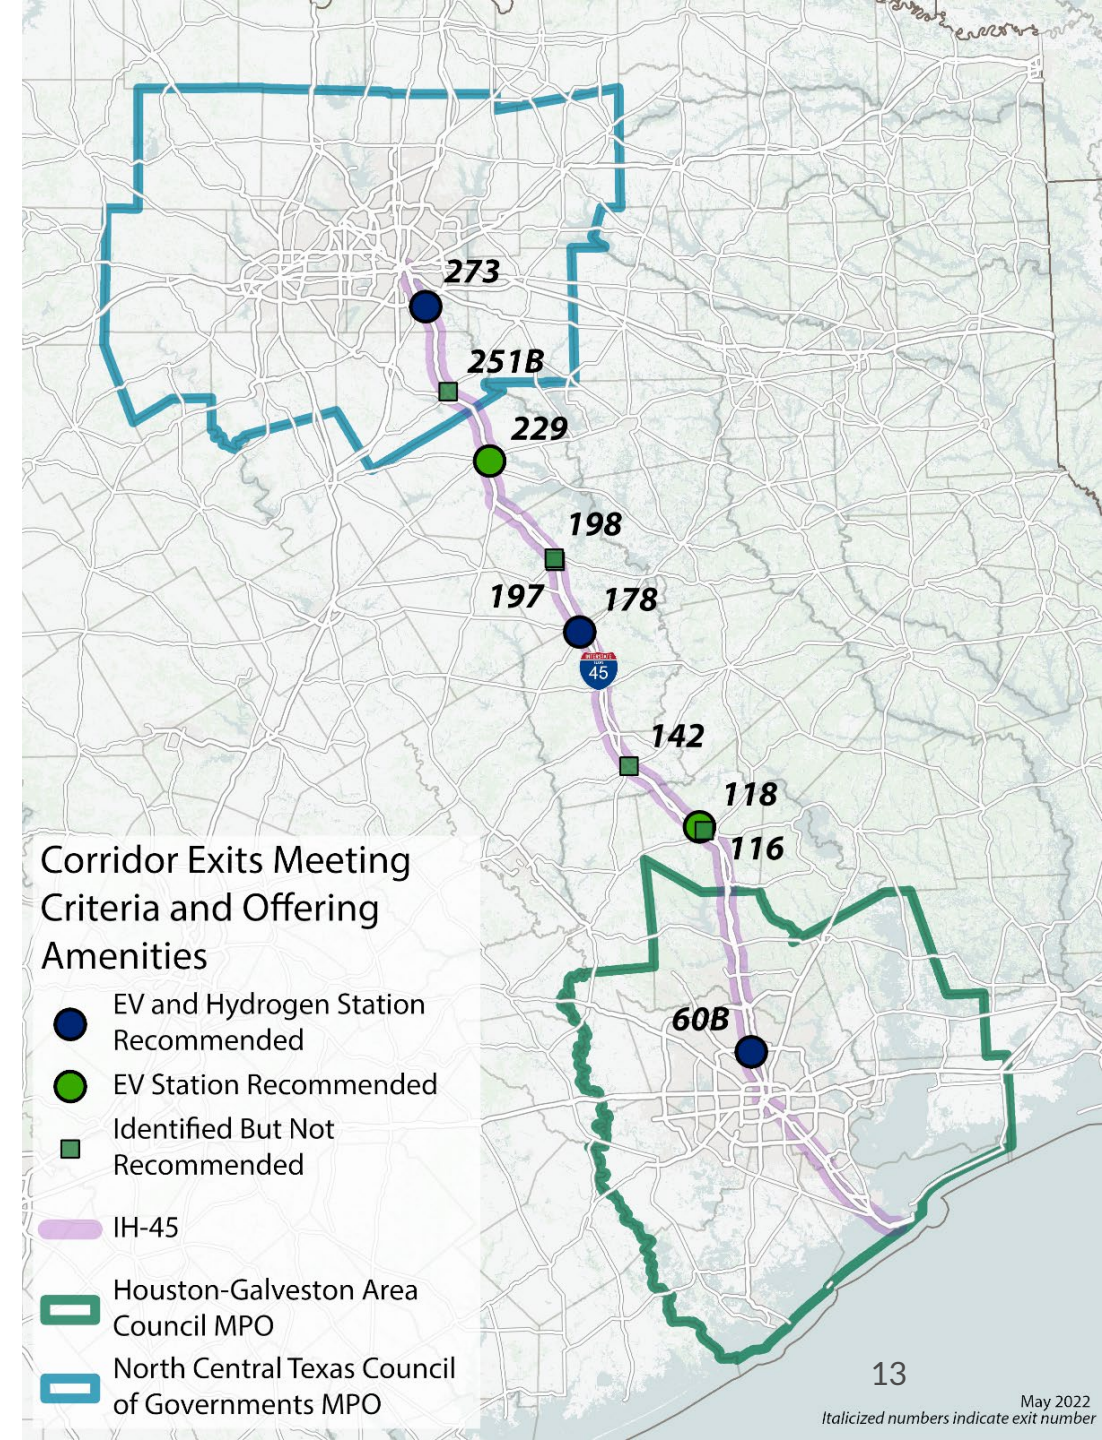 273
251B
229
198
197
178
INTERSTATE
45
142
118
116
60B
Corridor Exits Meeting
Criteria and Offering
Amenities
EV and Hydrogen Station
Recommended
EV Station Recommended
Identified But Not
Recommended
IH-45
Houston-Galveston Area
Council MPO
North Central Texas Council
of Governments MPO
13
May 2022
Italicized numbers indicate exit number